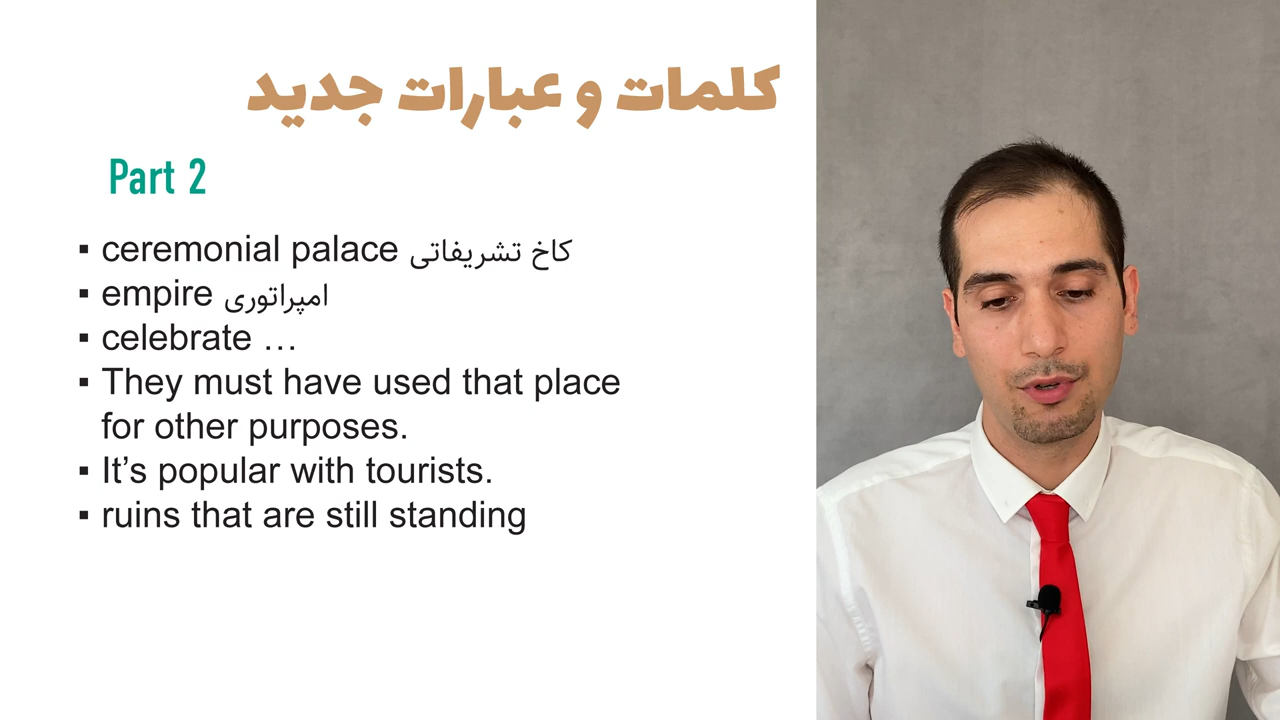 کلمات و عبارات جدید
Part 2
▪ ceremonial palace کاخ تشریفاتی
▪ empire امپراتوری
▪ celebrate …
▪ They must have used that place
for other purposes.
▪ It’s popular with tourists.
▪ ruins that are still standing